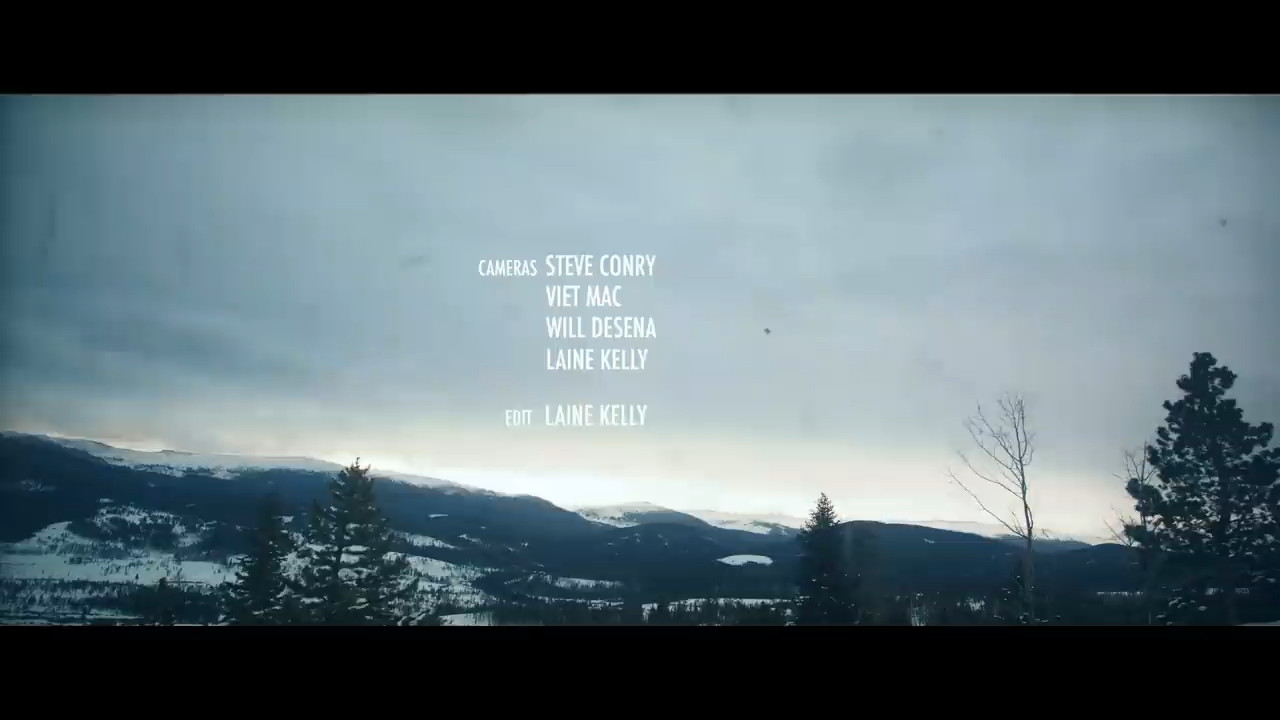 CAMERAS STEVE CONRY
VIET MAC
WILL DESENA
LAINE KELLY
EDIT LAINE KELLY